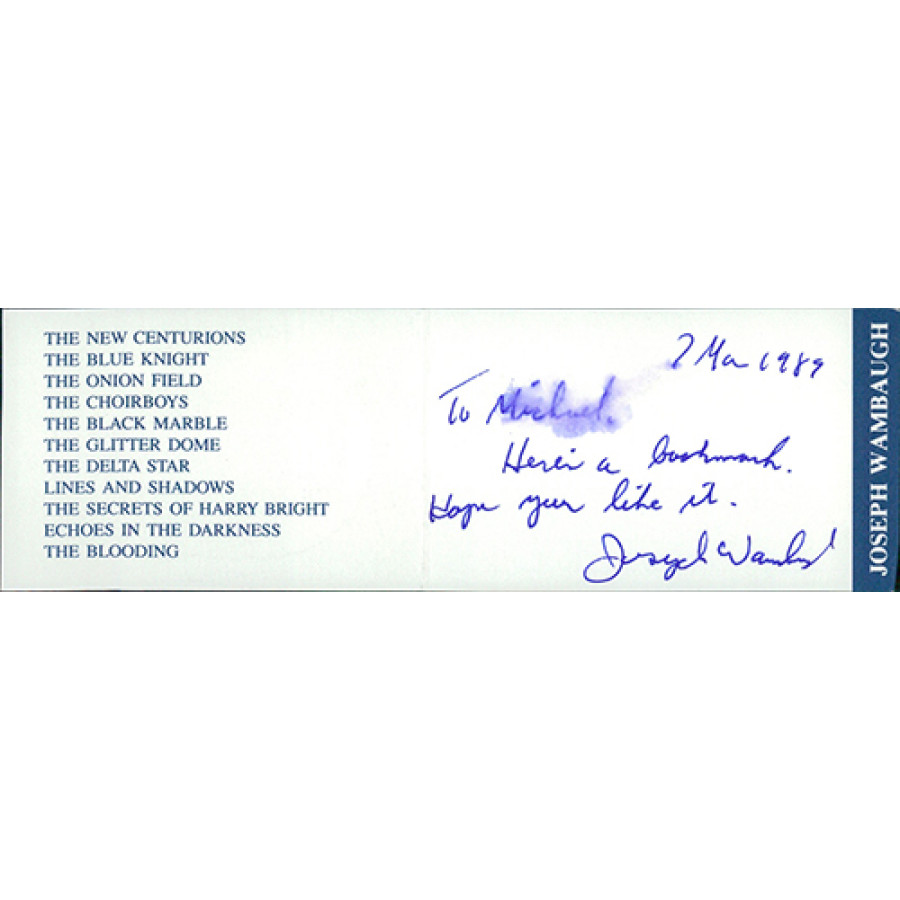 THE NEW CENTURIONS
THE BLUE KNIGHT
THE ONION FIELD
THE CHOIRBOYS
THE BLACK MARBLE
THE GLITTER DOME
THE DELTA STAR
LINES AND SHADOWS
THE SECRETS OF HARRY BRIGHT
ECHOES IN THE DARKNESS
THE BLOODING
7 Mar 1989
To Michael.
Here's a bookmark.
Hope you like it.
Joseph Wambaugh
JOSEPH WAMBAUGH